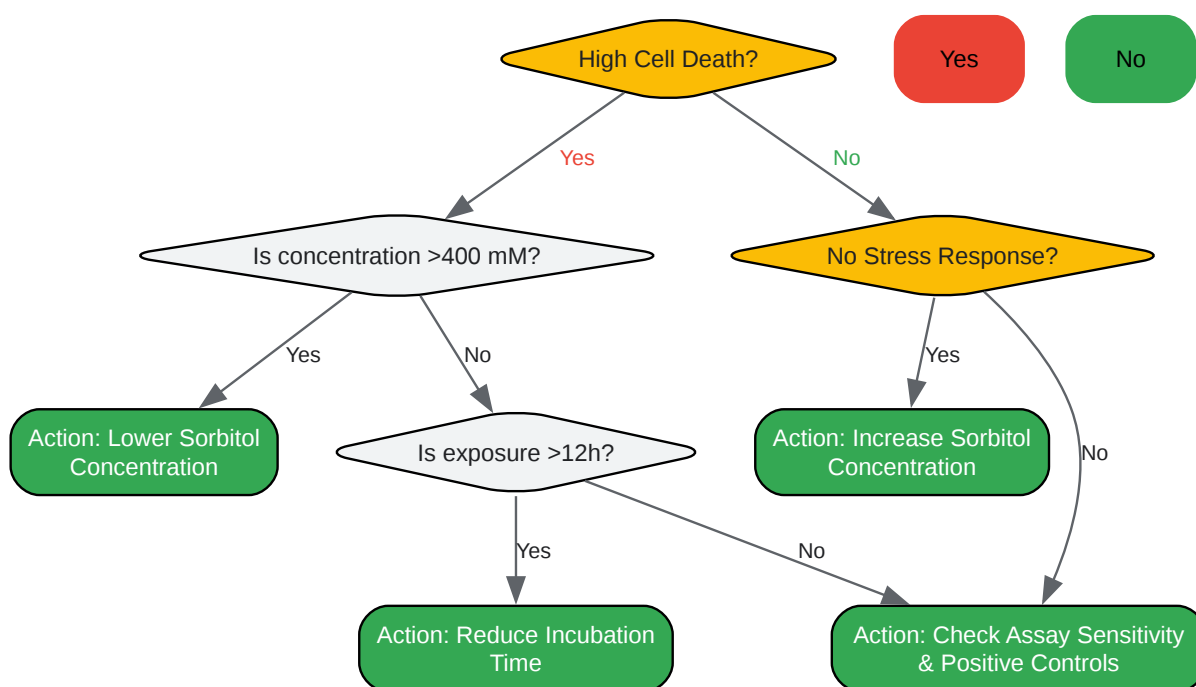 High Cell Death?
Yes
No
Yes
No
Is concentration >400 mM?
No Stress Response?
Yes
No
Yes
Action: Lower Sorbitol
Concentration
Is exposure >12h?
Action: Increase Sorbitol
Concentration
No
Yes
No
Action: Reduce Incubation
Time
Action: Check Assay Sensitivity
& Positive Controls